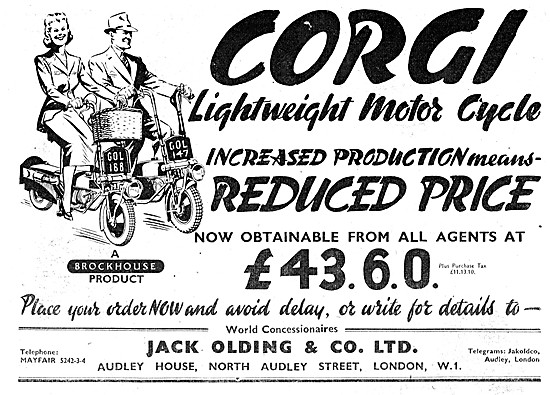 CORGI
Lightweight Motor Cycle
INCREASED PRODUCTION means-
REDUCED PRICE
GOL
188
GOL
147
NOW OBTAINABLE FROM ALL AGENTS AT
£43.6.0.
Plus Purchase Tax
£11.13.10.
A
BROCKHOUSE
PRODUCT
Place your order NOW and avoid delay, or write for details to —
World Concessionaires
Telephone:
MAYFAIR 5242-3-4
JACK OLDING & CO. LTD.
AUDLEY HOUSE, NORTH AUDLEY STREET, LONDON, W.1.
Telegrams: Jakoldco,
Audley, London